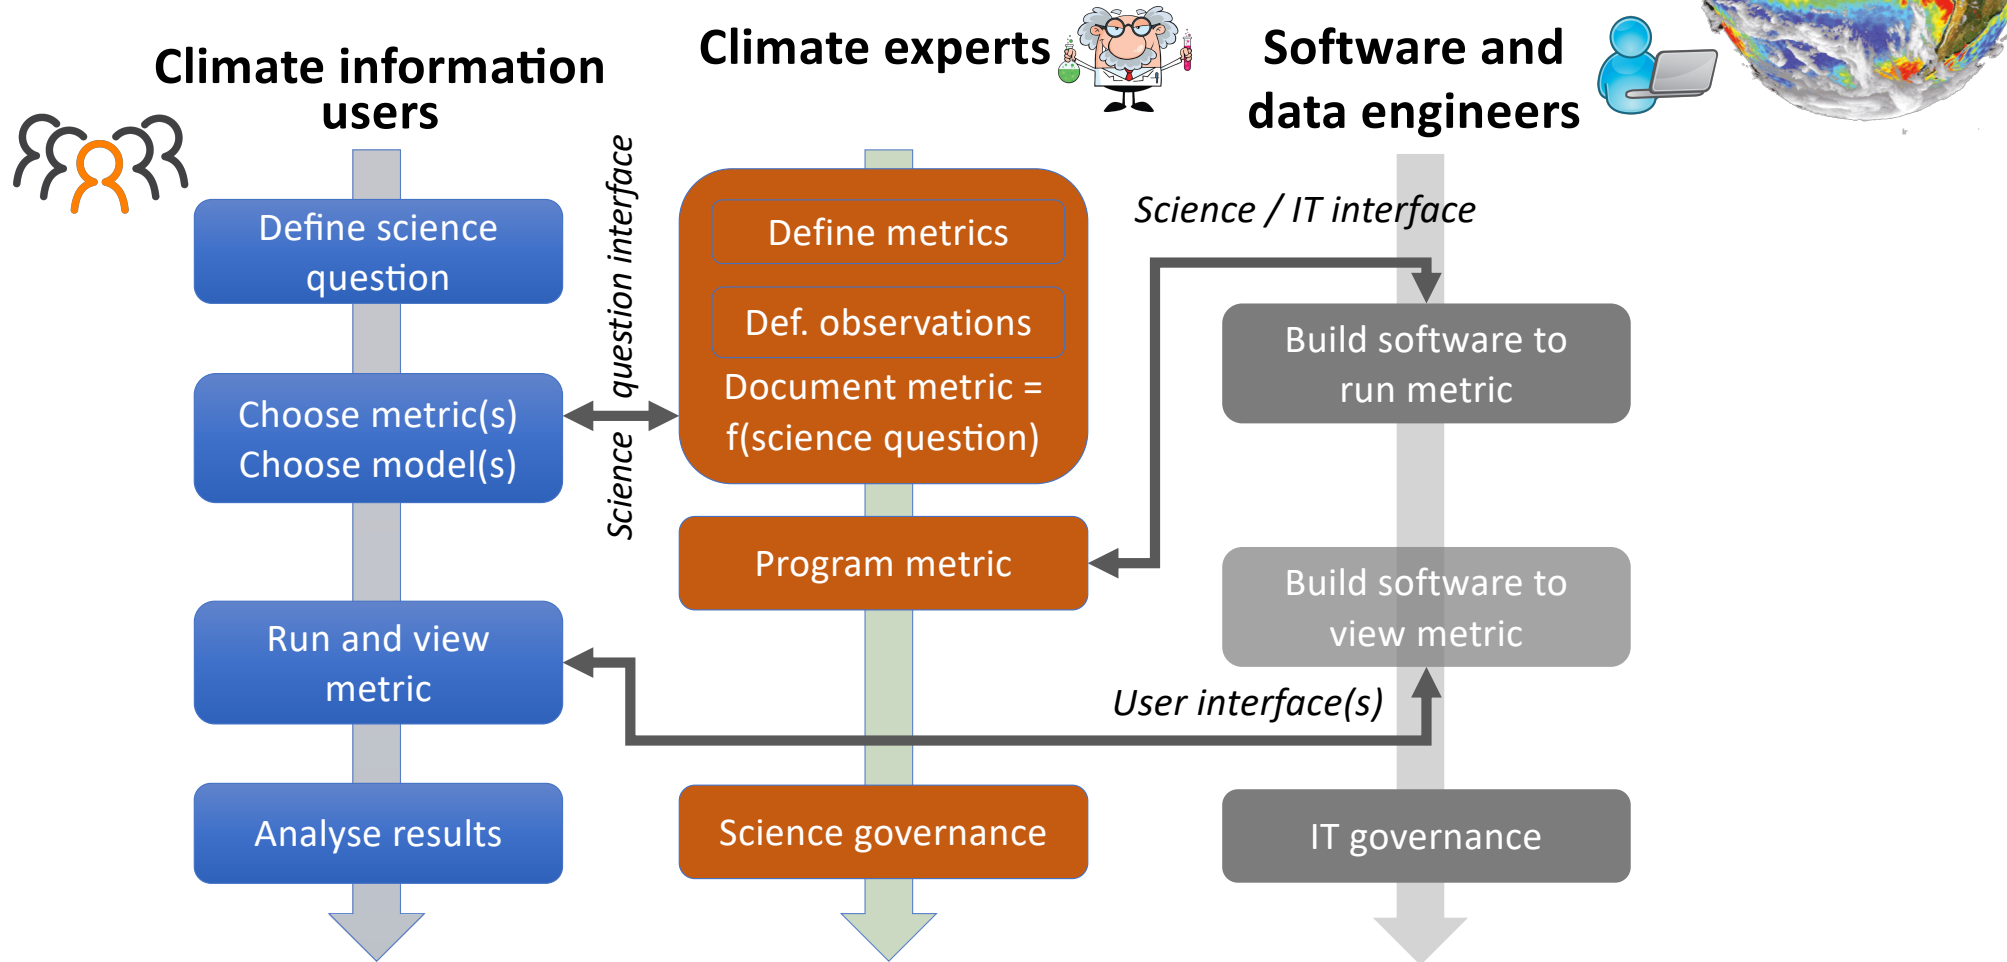 Climate information
users
Climate experts
Software and
data engineers
Define science
question
Choose metric(s)
Choose model(s)
Run and view
metric
Analyse results
Science question interface
Define metrics
Def. observations
Document metric =
f(science question)
Program metric
Science governance
Science / IT interface
Build software to
run metric
Build software to
view metric
User interface(s)
IT governance